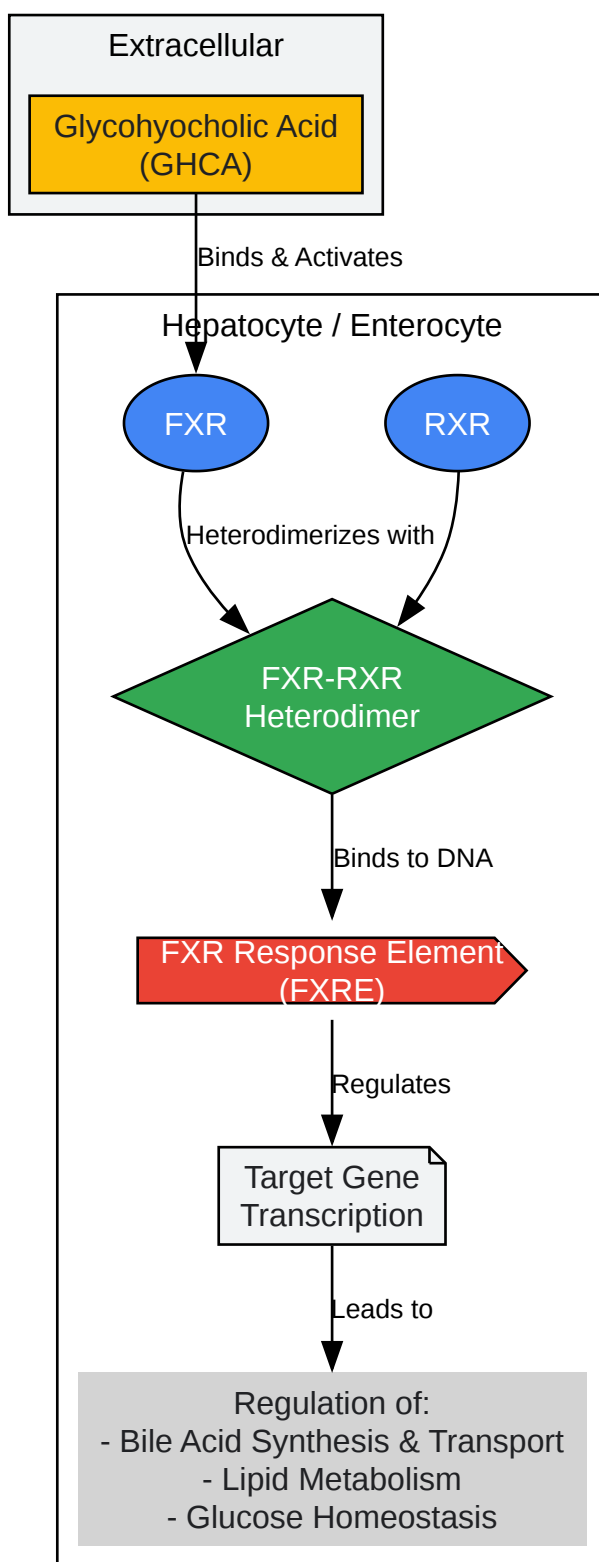 Extracellular
Glycohyocholic Acid
(GHCA)
Binds & Activates
Hepatocyte / Enterocyte
FXR
RXR
Heterodimerizes with
FXR-RXR
Heterodimer
Binds to DNA
FXR Response Element
(FXRE)
Regulates
Target Gene
Transcription
Leads to
Regulation of:
- Bile Acid Synthesis & Transport
- Lipid Metabolism
- Glucose Homeostasis